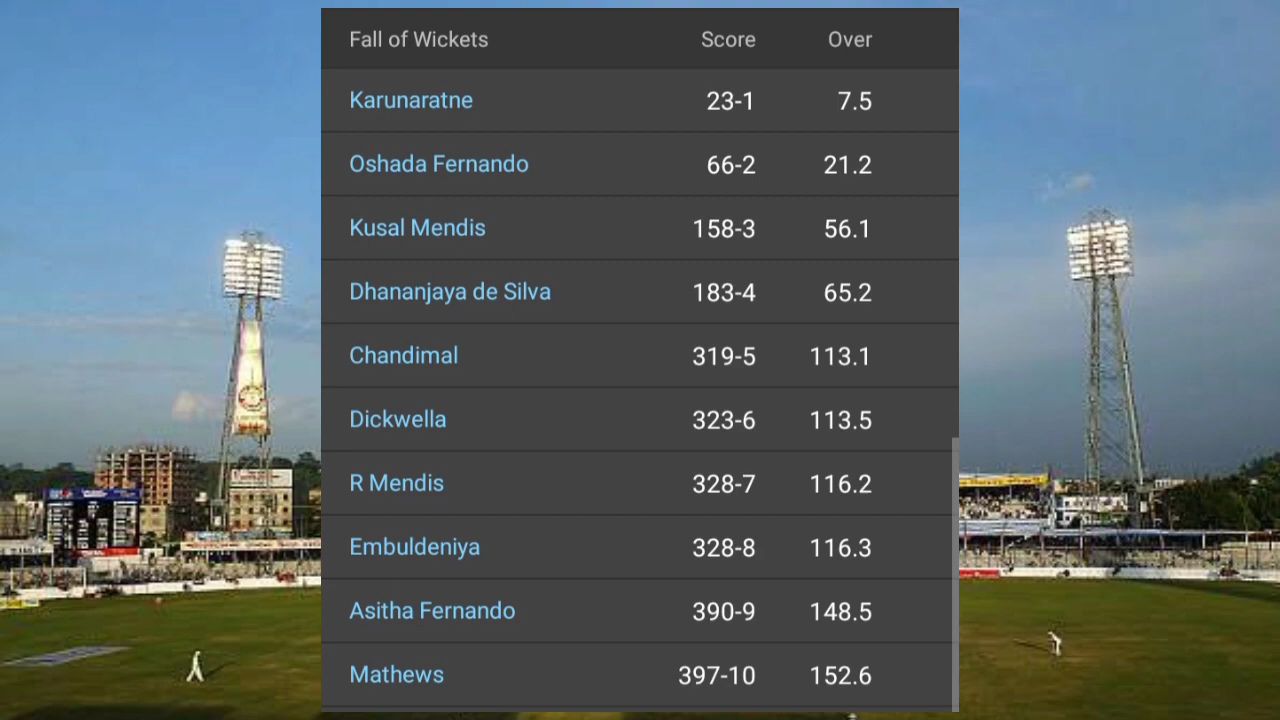 Fall of Wickets Score Over
Karunaratne 23-1 7.5
Oshada Fernando 66-2 21.2
Kusal Mendis 158-3 56.1
Dhananjaya de Silva 183-4 65.2
Chandimal 319-5 113.1
Dickwella 323-6 113.5
R Mendis 328-7 116.2
Embuldeniya 328-8 116.3
Asitha Fernando 390-9 148.5
Mathews 397-10 152.6